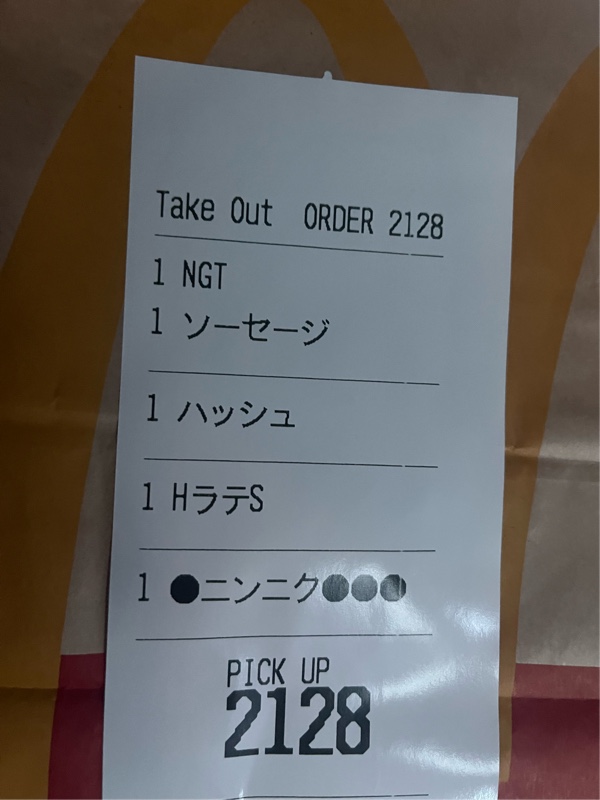 Take Out ORDER 2128
1 NGT
1 ソーセージ
1 ハッシュ
1 HラテS
1 ●ニンニク●●●
PICK UP
2128